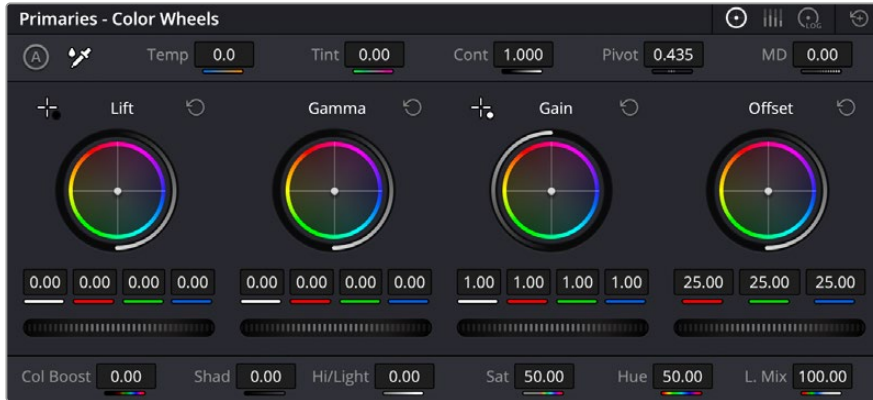 Primaries - Color Wheels
LOG
A Temp 0.0 Tint 0.00 Cont 1.000 Pivot 0.435 MD 0.00
Lift Gamma Gain Offset
0.00 0.00 0.00 0.00 0.00 0.00 0.00 0.00 1.00 1.00 1.00 1.00 25.00 25.00 25.00
Col Boost 0.00 Shad 0.00 Hi/Light 0.00 Sat 50.00 Hue 50.00 L. Mix 100.00